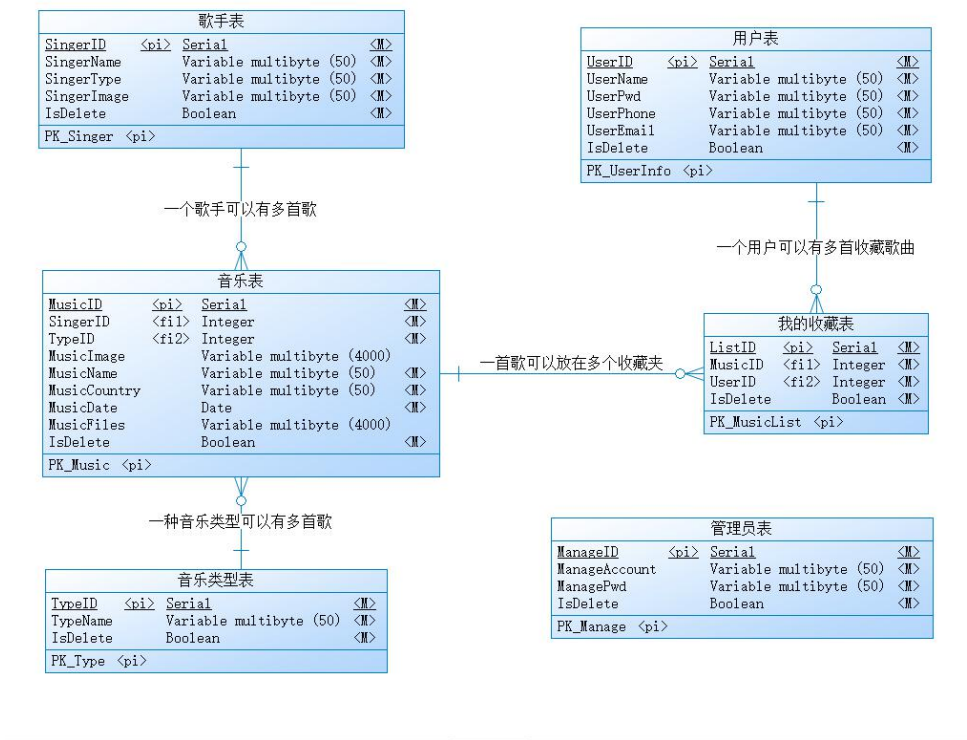 歌手表
SingerID <pi> Serial <M>
SingerName Variable multibyte (50) <M>
SingerType Variable multibyte (50) <M>
SingerImage Variable multibyte (50) <M>
IsDelete Boolean <M>
PK_Singer <pi>
用户表
UserID <pi> Serial <M>
UserName Variable multibyte (50) <M>
UserPwd Variable multibyte (50) <M>
UserPhone Variable multibyte (50) <M>
UserEmail Variable multibyte (50) <M>
IsDelete Boolean <M>
PK_UserInfo <pi>
一个歌手可以有多首歌
一个用户可以有多首收藏歌曲
音乐表
MusicID <pi> Serial <M>
SingerID <fi1> Integer <M>
TypeID <fi2> Integer <M>
MusicImage Variable multibyte (4000)
MusicName Variable multibyte (50) <M>
MusicCountry Variable multibyte (50) <M>
MusicDate Date <M>
MusicFiles Variable multibyte (4000)
IsDelete Boolean <M>
PK_Music <pi>
一首歌可以放在多个收藏夹
我的收藏表
ListID <pi> Serial <M>
MusicID <fi1> Integer <M>
UserID <fi2> Integer <M>
IsDelete Boolean <M>
PK_MusicList <pi>
一种音乐类型可以有多首歌
音乐类型表
TypeID <pi> Serial <M>
TypeName Variable multibyte (50) <M>
IsDelete Boolean <M>
PK_Type <pi>
管理员表
ManageID <pi> Serial <M>
ManageAccount Variable multibyte (50) <M>
ManagePwd Variable multibyte (50) <M>
IsDelete Boolean <M>
PK_Manage <pi>